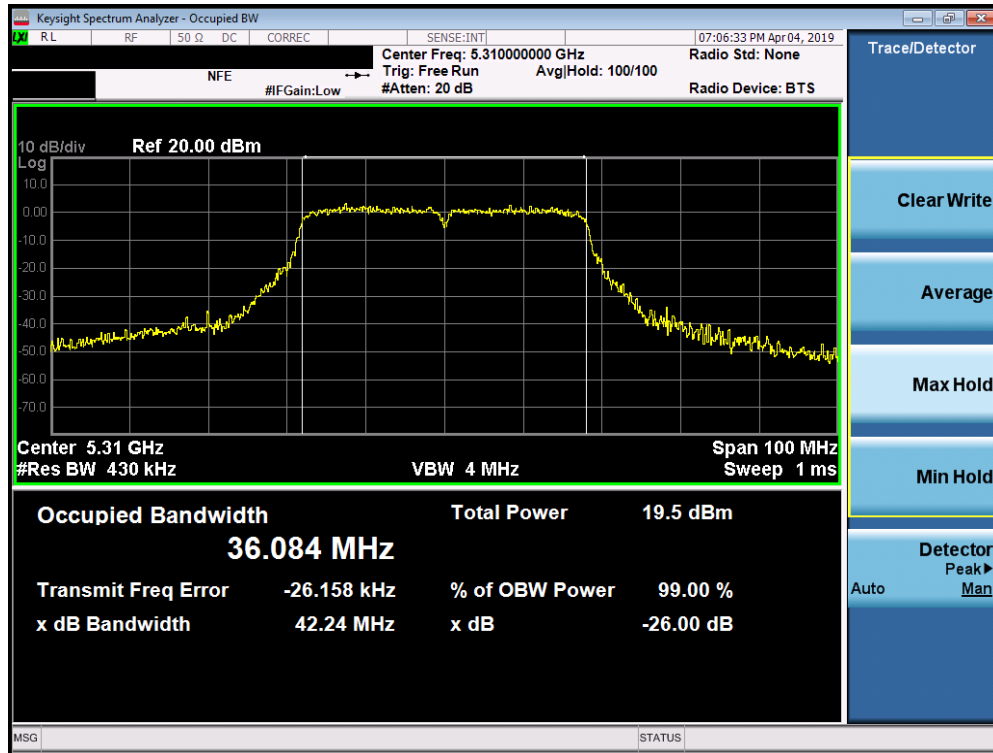 Keysight Spectrum Analyzer - Occupied BW
LXI RL RF 50 Ω DC CORREC SENSE:INT 07:06:33 PM Apr 04, 2019
Center Freq: 5.310000000 GHz Radio Std: None
NFE Trig: Free Run Avg|Hold: 100/100
#IFGain:Low #Atten: 20 dB Radio Device: BTS
10 dB/div Ref 20.00 dBm
Log
10.0
0.00
-10.0
-20.0
-30.0
-40.0
-50.0
-60.0
-70.0
Center 5.31 GHz Span 100 MHz
#Res BW 430 kHz VBW 4 MHz Sweep 1 ms
Occupied Bandwidth Total Power 19.5 dBm
36.084 MHz
Transmit Freq Error -26.158 kHz % of OBW Power 99.00 %
x dB Bandwidth 42.24 MHz x dB -26.00 dB
MSG STATUS
Trace/Detector
Clear Write
Average
Max Hold
Min Hold
Detector
Peak▶
Auto Man